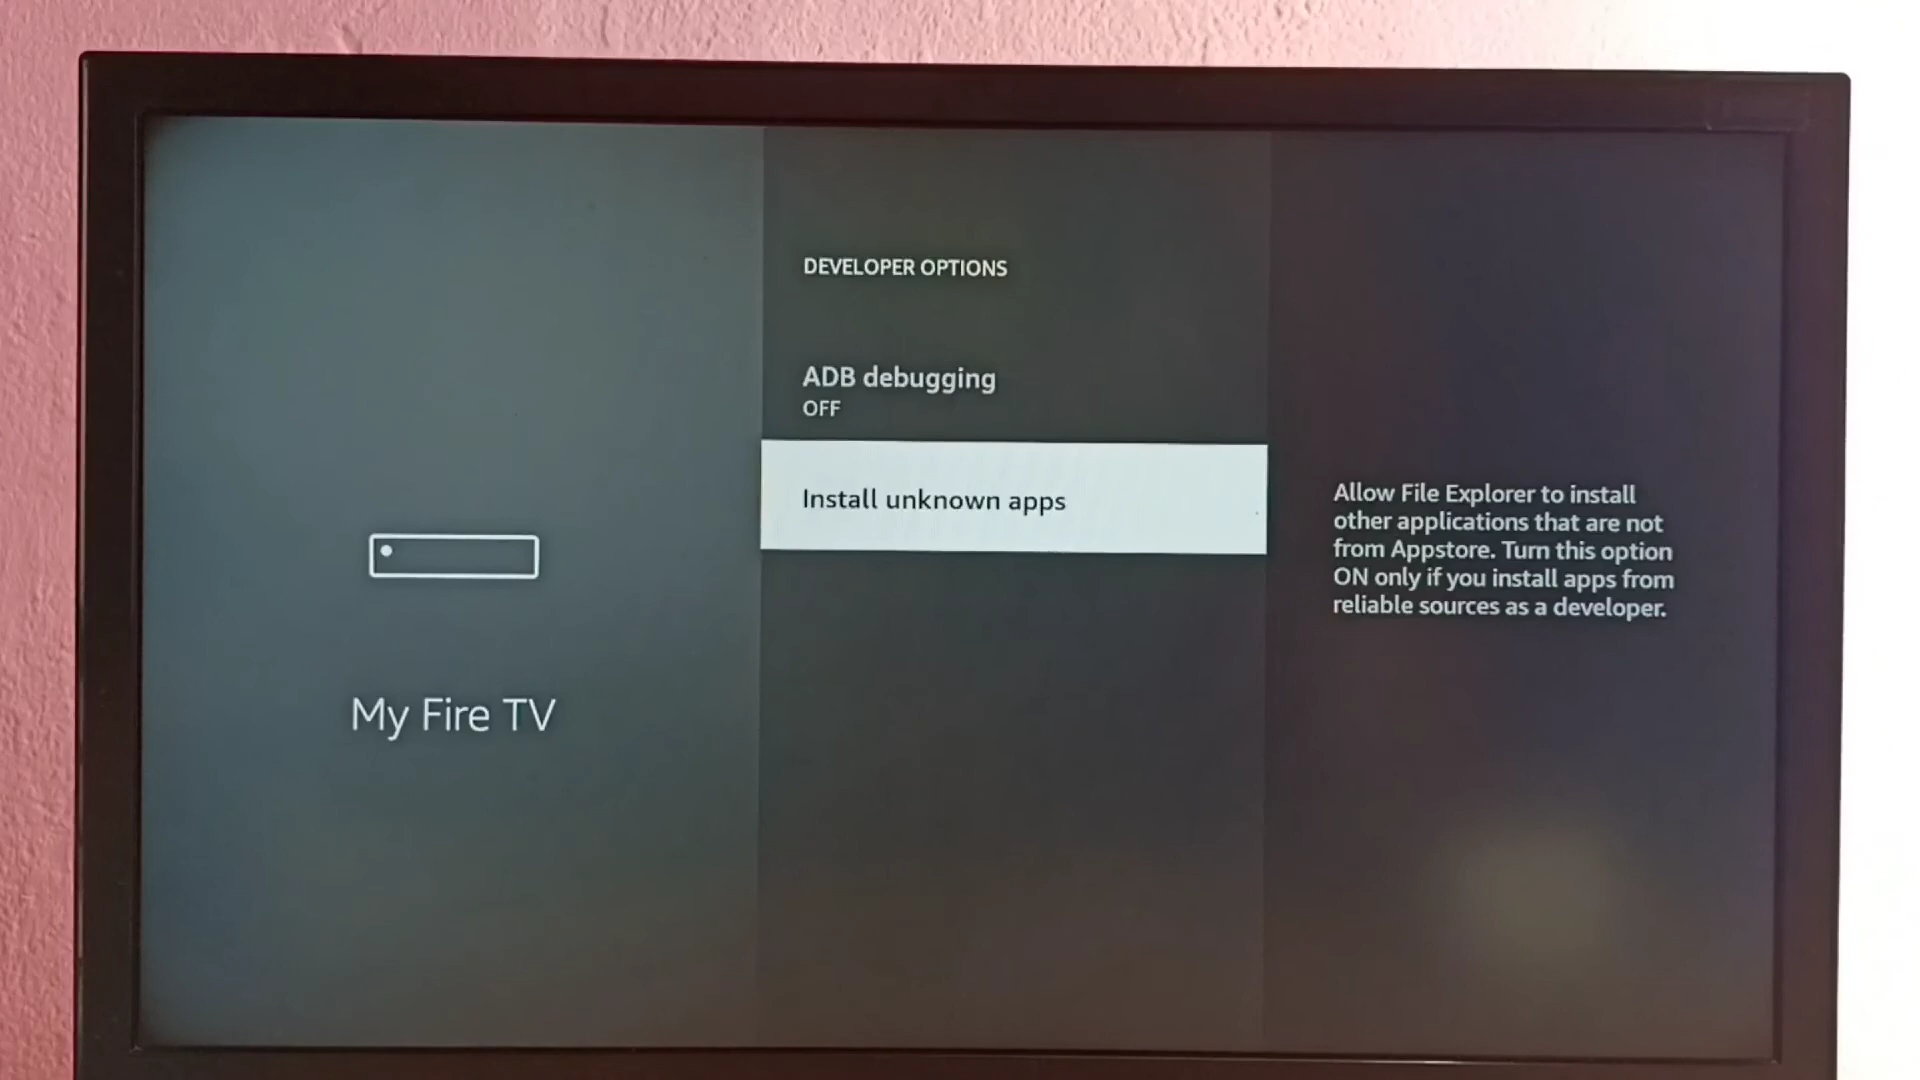 DEVELOPER OPTIONS
ADB debugging
OFF
Install unknown apps
My Fire TV
Allow File Explorer to install
other applications that are not
from Appstore. Turn this option
ON only if you install apps from
reliable sources as a developer.